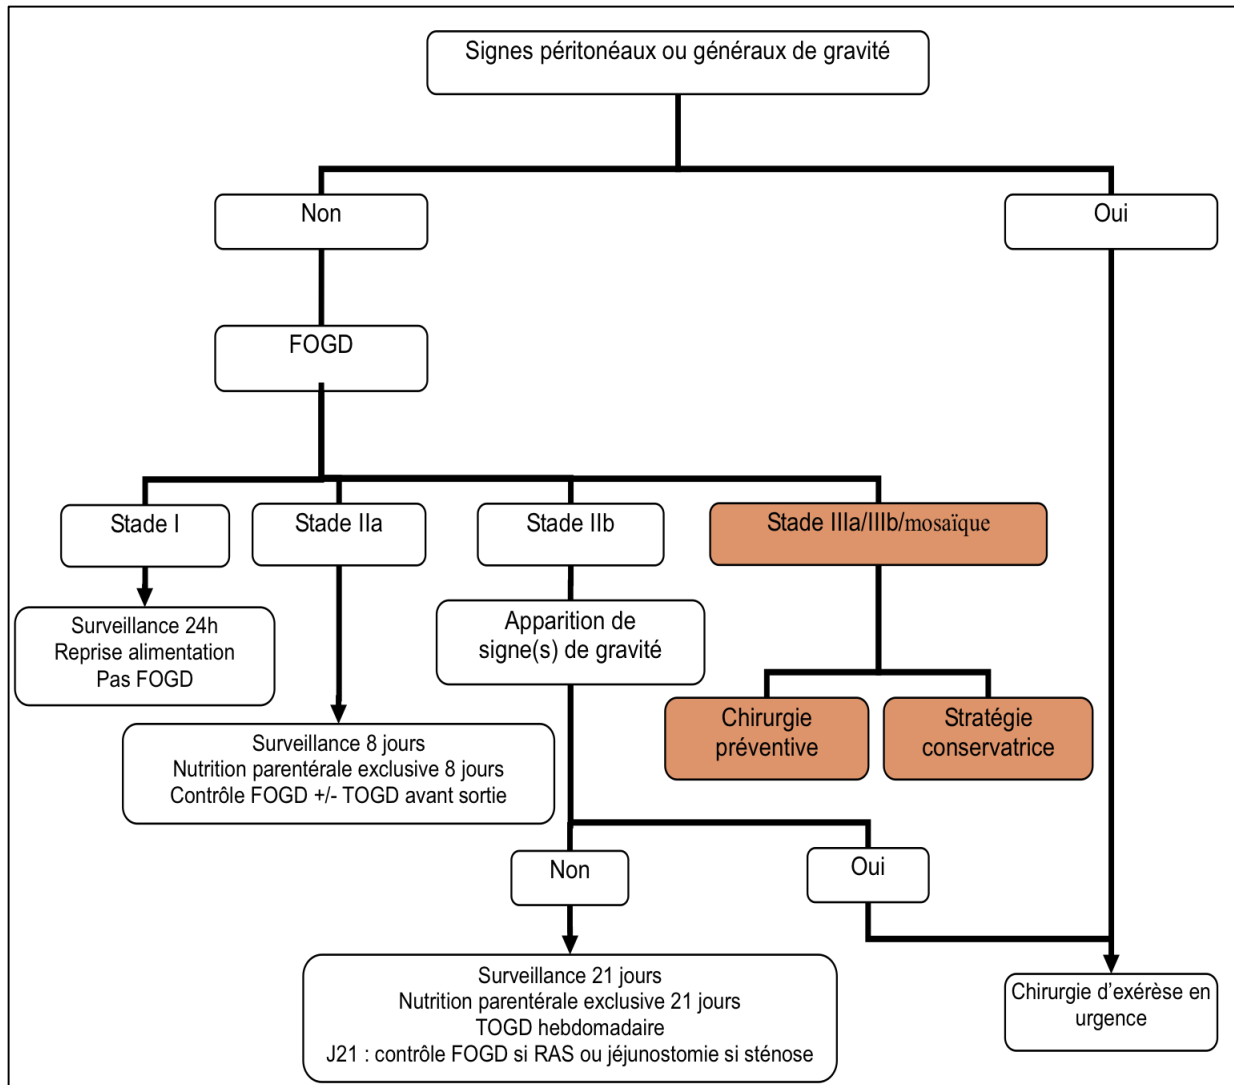 Signes péritonéaux ou généraux de gravité
Non
Oui
FOGD
Stade I
Stade IIa
Stade IIb
Stade IIIa/IIIb/mosaïque
Surveillance 24h
Reprise alimentation
Pas FOGD
Apparition de
signe(s) de gravité
Chirurgie
préventive
Stratégie
conservatrice
Surveillance 8 jours
Nutrition parentérale exclusive 8 jours
Contrôle FOGD +/- TOGD avant sortie
Non
Oui
Surveillance 21 jours
Nutrition parentérale exclusive 21 jours
TOGD hebdomadaire
J21 : contrôle FOGD si RAS ou jéjunostomie si sténose
Chirurgie d'exérèse en
urgence